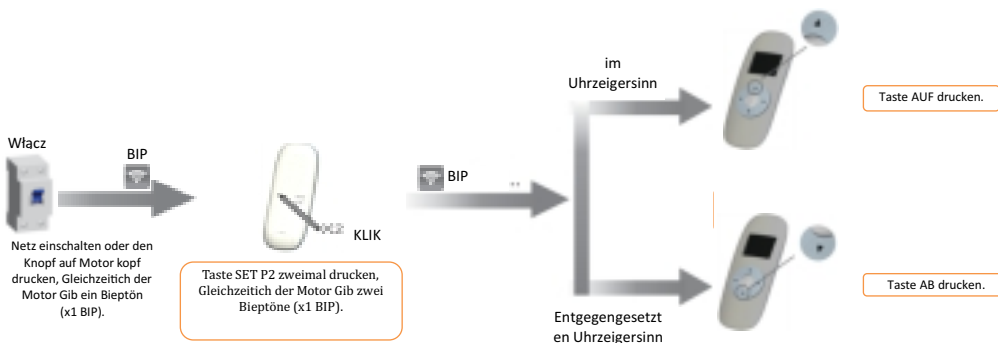 Włącz
BIP
Netz einschalten oder den
Knopf auf Motor kopf
drucken, Gleichzeitich der
Motor Gib ein Bieptön
(x1 BIP).
KLIK
Taste SET P2 zweimal drucken,
Gleichzeitich der Motor Gib zwei
Bieptöne (x1 BIP).
BIP
im
Uhrzeigersinn
Taste AUF drucken.
Entgegengesetzt
en Uhrzeigersinn
Taste AB drucken.